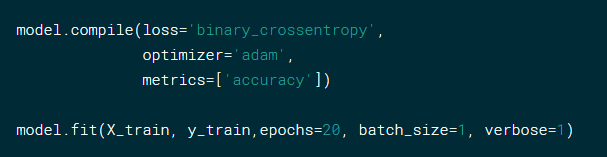 model.compile(loss='binary_crossentropy',
optimizer='adam',
metrics=['accuracy'])
model.fit(X_train, y_train,epochs=20, batch_size=1, verbose=1)